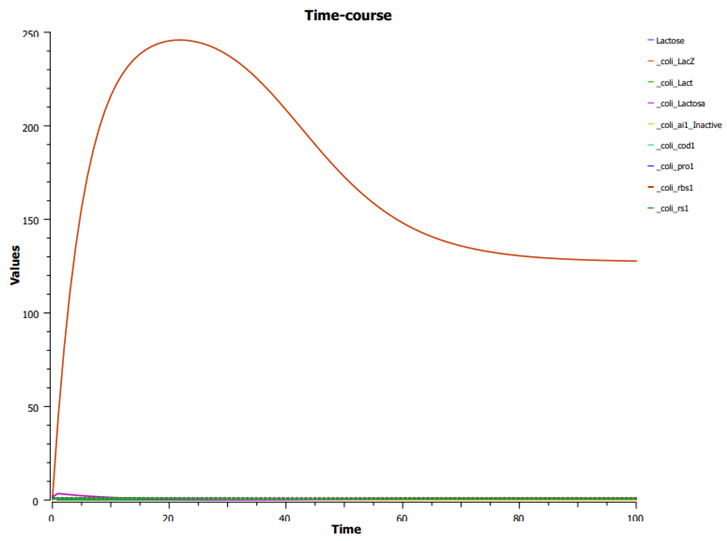 Time-course
250
200
150
100
50
0
Values
0 20 40 60 80 100
Time
Lactose
_coli_LacZ
_coli_Lact
_coli_Lactosa
_coli_ai1_Inactive
_coli_cod1
_coli_pro1
_coli_rbs1
_coli_rs1